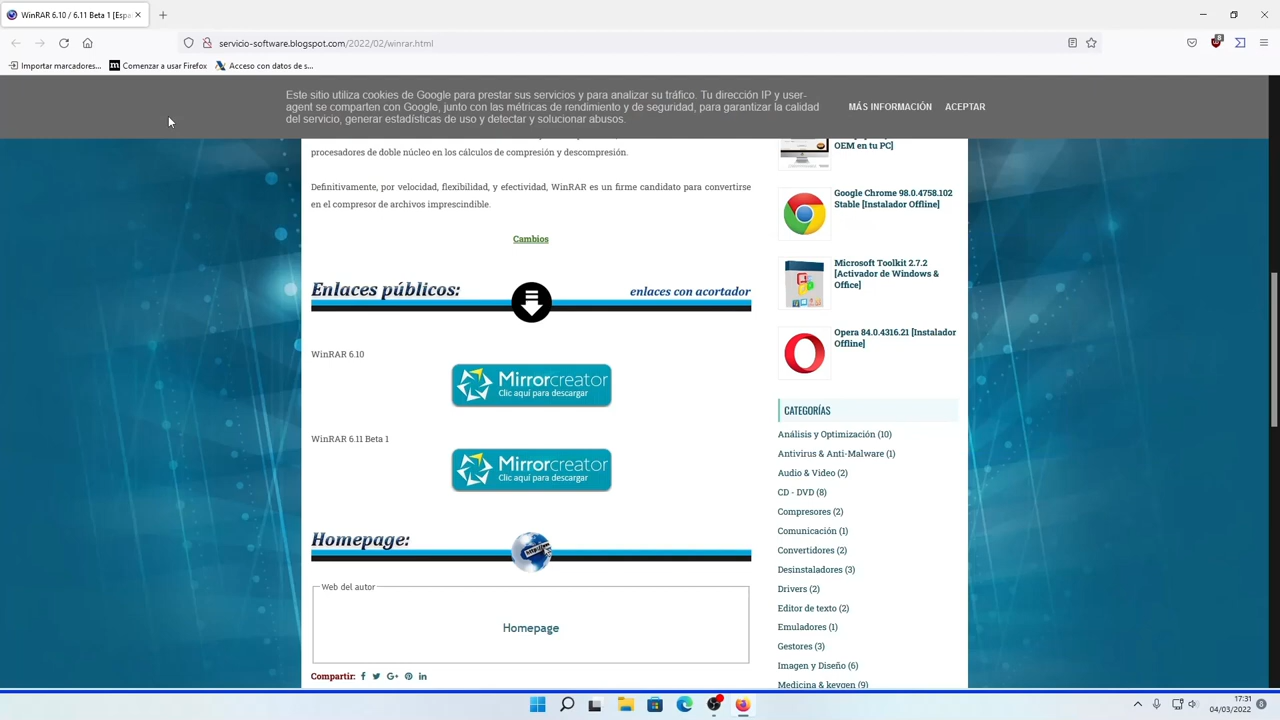 WinRAR 6.10 / 6.11 Beta 1 [Espa
servicio-software.blogspot.com/2022/02/winrar.html
8
Importar marcadores...
m Comenzar a usar Firefox
Acceso con datos de s...
Este sitio utiliza cookies de Google para prestar sus servicios y para analizar su tráfico. Tu dirección IP y user-
agent se comparten con Google, junto con las métricas de rendimiento y de seguridad, para garantizar la calidad
del servicio, generar estadísticas de uso y detectar y solucionar abusos.
MÁS INFORMACIÓN
ACEPTAR
procesadores de doble núcleo en los cálculos de compresión y descompresión.
Definitivamente, por velocidad, flexibilidad, y efectividad, WinRAR es un firme candidato para convertirse
en el compresor de archivos imprescindible.
Cambios
Enlaces públicos:
enlaces con acortador
WinRAR 6.10
Mirrorcreator
Clic aquí para descargar
WinRAR 6.11 Beta 1
Mirrorcreator
Clic aquí para descargar
Homepage:
Web del autor
Homepage
Compartir:
OEM en tu PC]
Google Chrome 98.0.4758.102
Stable [Instalador Offline]
Microsoft Toolkit 2.7.2
[Activador de Windows &
Office]
Opera 84.0.4316.21 [Instalador
Offline]
CATEGORÍAS
Análisis y Optimización (10)
Antivirus & Anti-Malware (1)
Audio & Video (2)
CD - DVD (8)
Compresores (2)
Comunicación (1)
Convertidores (2)
Desinstaladores (3)
Drivers (2)
Editor de texto (2)
Emuladores (1)
Gestores (3)
Imagen y Diseño (6)
Medicina & keygen (9)
17:31
04/03/2022